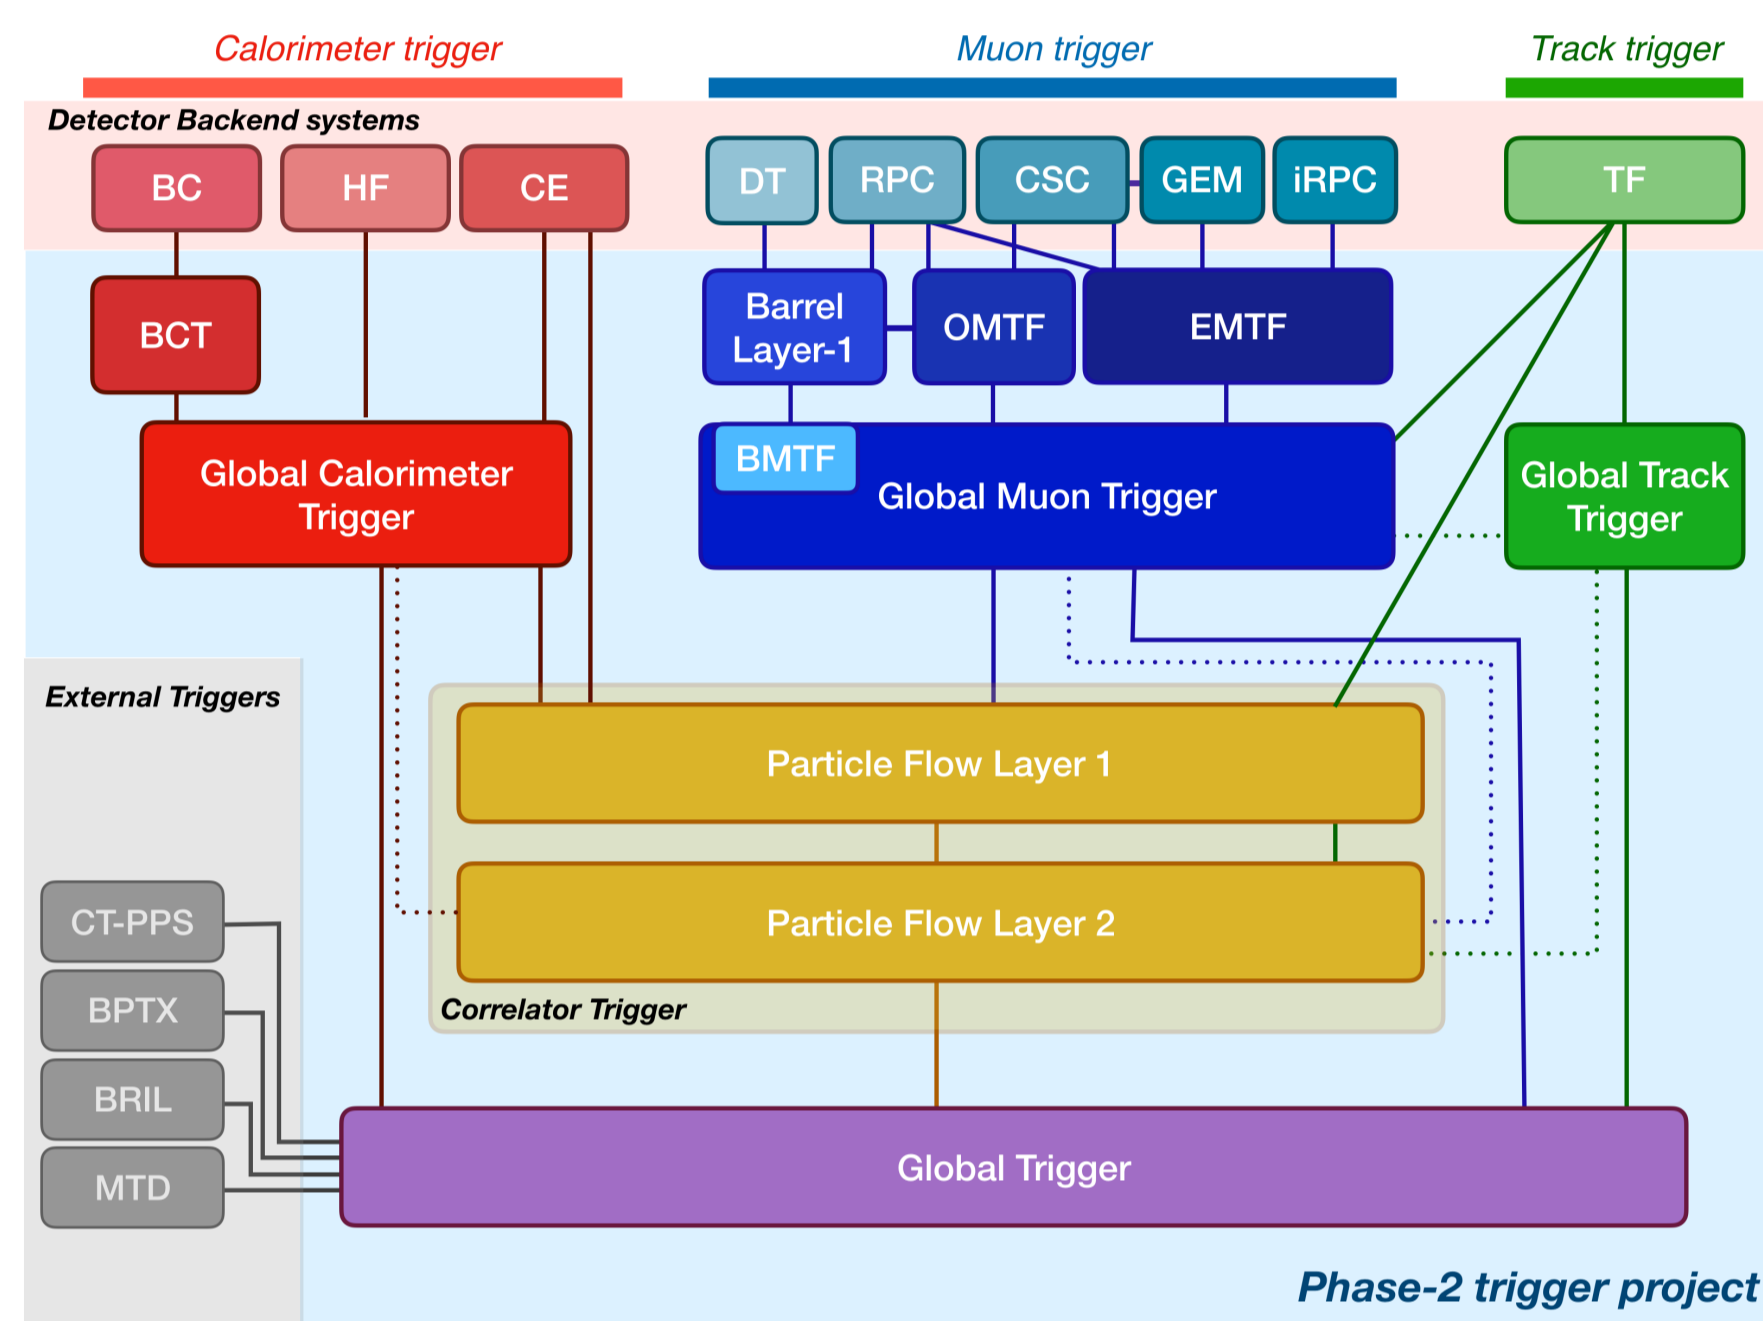 Calorimeter trigger
Muon trigger
Track trigger
Detector Backend systems
BC
HF
CE
DT
RPC
CSC
GEM
iRPC
TF
BCT
Barrel
Layer-1
OMTF
EMTF
Global Calorimeter
Trigger
BMTF
Global Muon Trigger
Global Track
Trigger
External Triggers
Particle Flow Layer 1
Particle Flow Layer 2
Correlator Trigger
CT-PPS
BPTX
BRIL
MTD
Global Trigger
Phase-2 trigger project